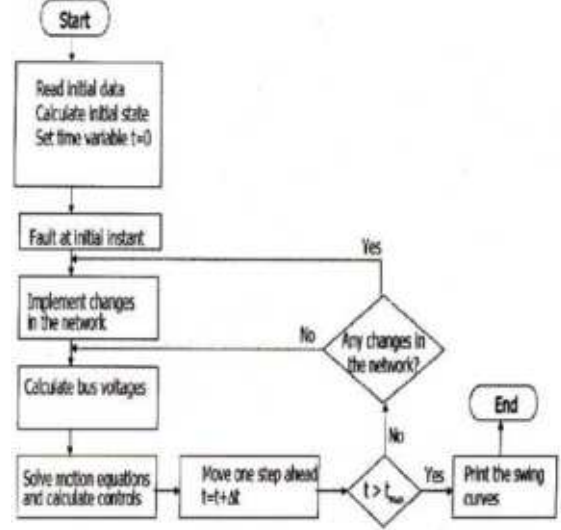 Start
Read initial data
Calculate initial state
Set time variable t=0
Fault at initial instant
Yes
Implement changes
in the network
No
Any changes in
the network?
Calculate bus voltages
End
No
Solve motion equations
and calculate controls
Move one step ahead
t=t+Δt
t > tmax
Yes
Print the swing
curves